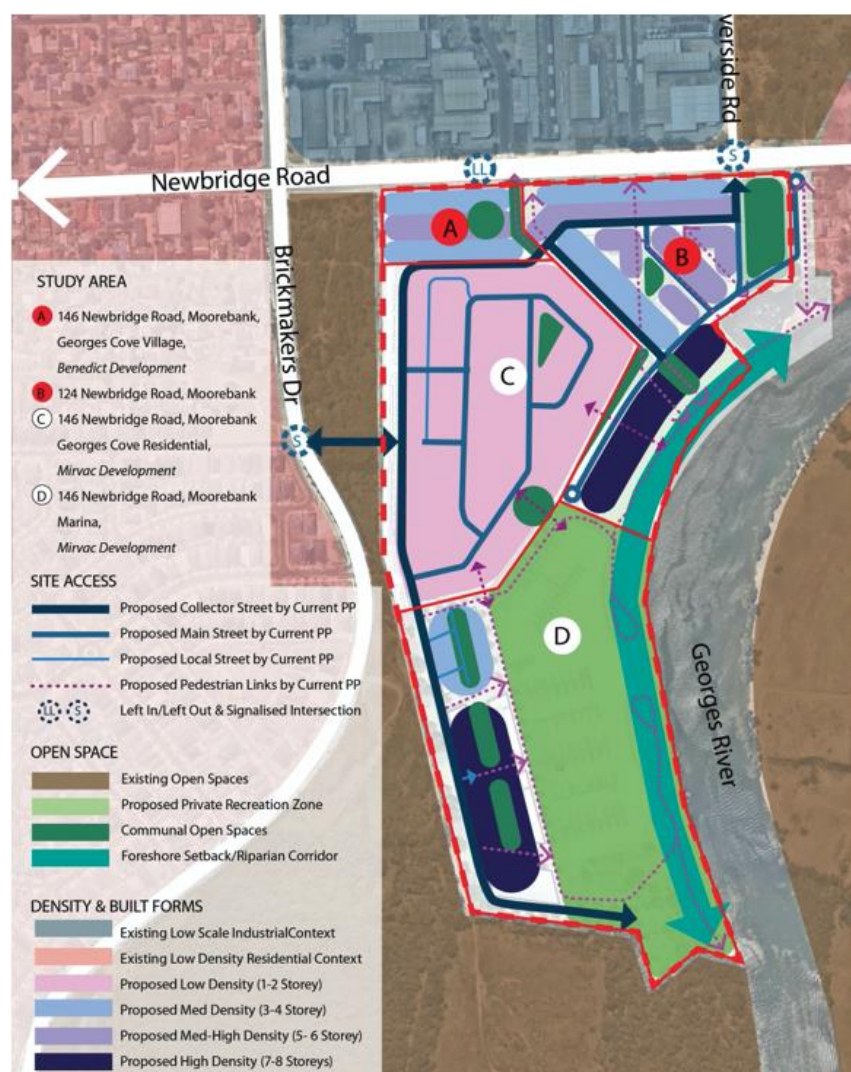 verside Rd
S
LL
Newbridge Road
A
B
Brickmakers Dr
C
S
D
Georges River
STUDY AREA
A 146 Newbridge Road, Moorebank,
Georges Cove Village,
Benedict Development
B 124 Newbridge Road, Moorebank
C 146 Newbridge Road, Moorebank
Georges Cove Residential,
Mirvac Development
D 146 Newbridge Road, Moorebank
Marina,
Mirvac Development
SITE ACCESS
Proposed Collector Street by Current PP
Proposed Main Street by Current PP
Proposed Local Street by Current PP
Proposed Pedestrian Links by Current PP
LL S Left In/Left Out & Signalised Intersection
OPEN SPACE
Existing Open Spaces
Proposed Private Recreation Zone
Communal Open Spaces
Foreshore Setback/Riparian Corridor
DENSITY & BUILT FORMS
Existing Low Scale IndustrialContext
Existing Low Density Residential Context
Proposed Low Density (1-2 Storey)
Proposed Med Density (3-4 Storey)
Proposed Med-High Density (5- 6 Storey)
Proposed High Density (7-8 Storeys)